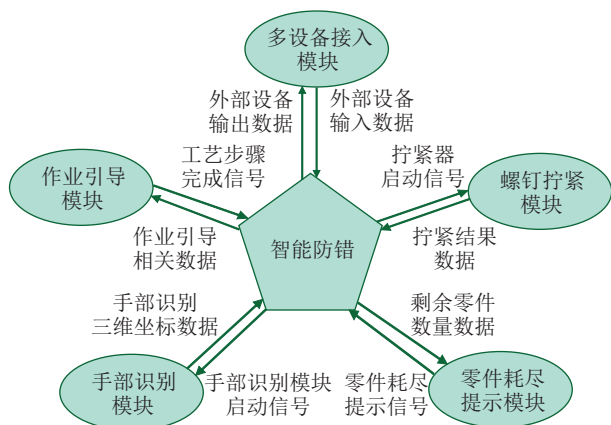 多设备接入
模块
外部设备
输出数据
外部设备
输入数据
工艺步骤
完成信号
拧紧器
启动信号
作业引导
模块
螺钉拧紧
模块
作业引导
相关数据
智能防错
拧紧结果
数据
手部识别
三维坐标数据
剩余零件
数量数据
手部识别
模块
手部识别模块
启动信号
零件耗尽
提示信号
零件耗尽
提示模块